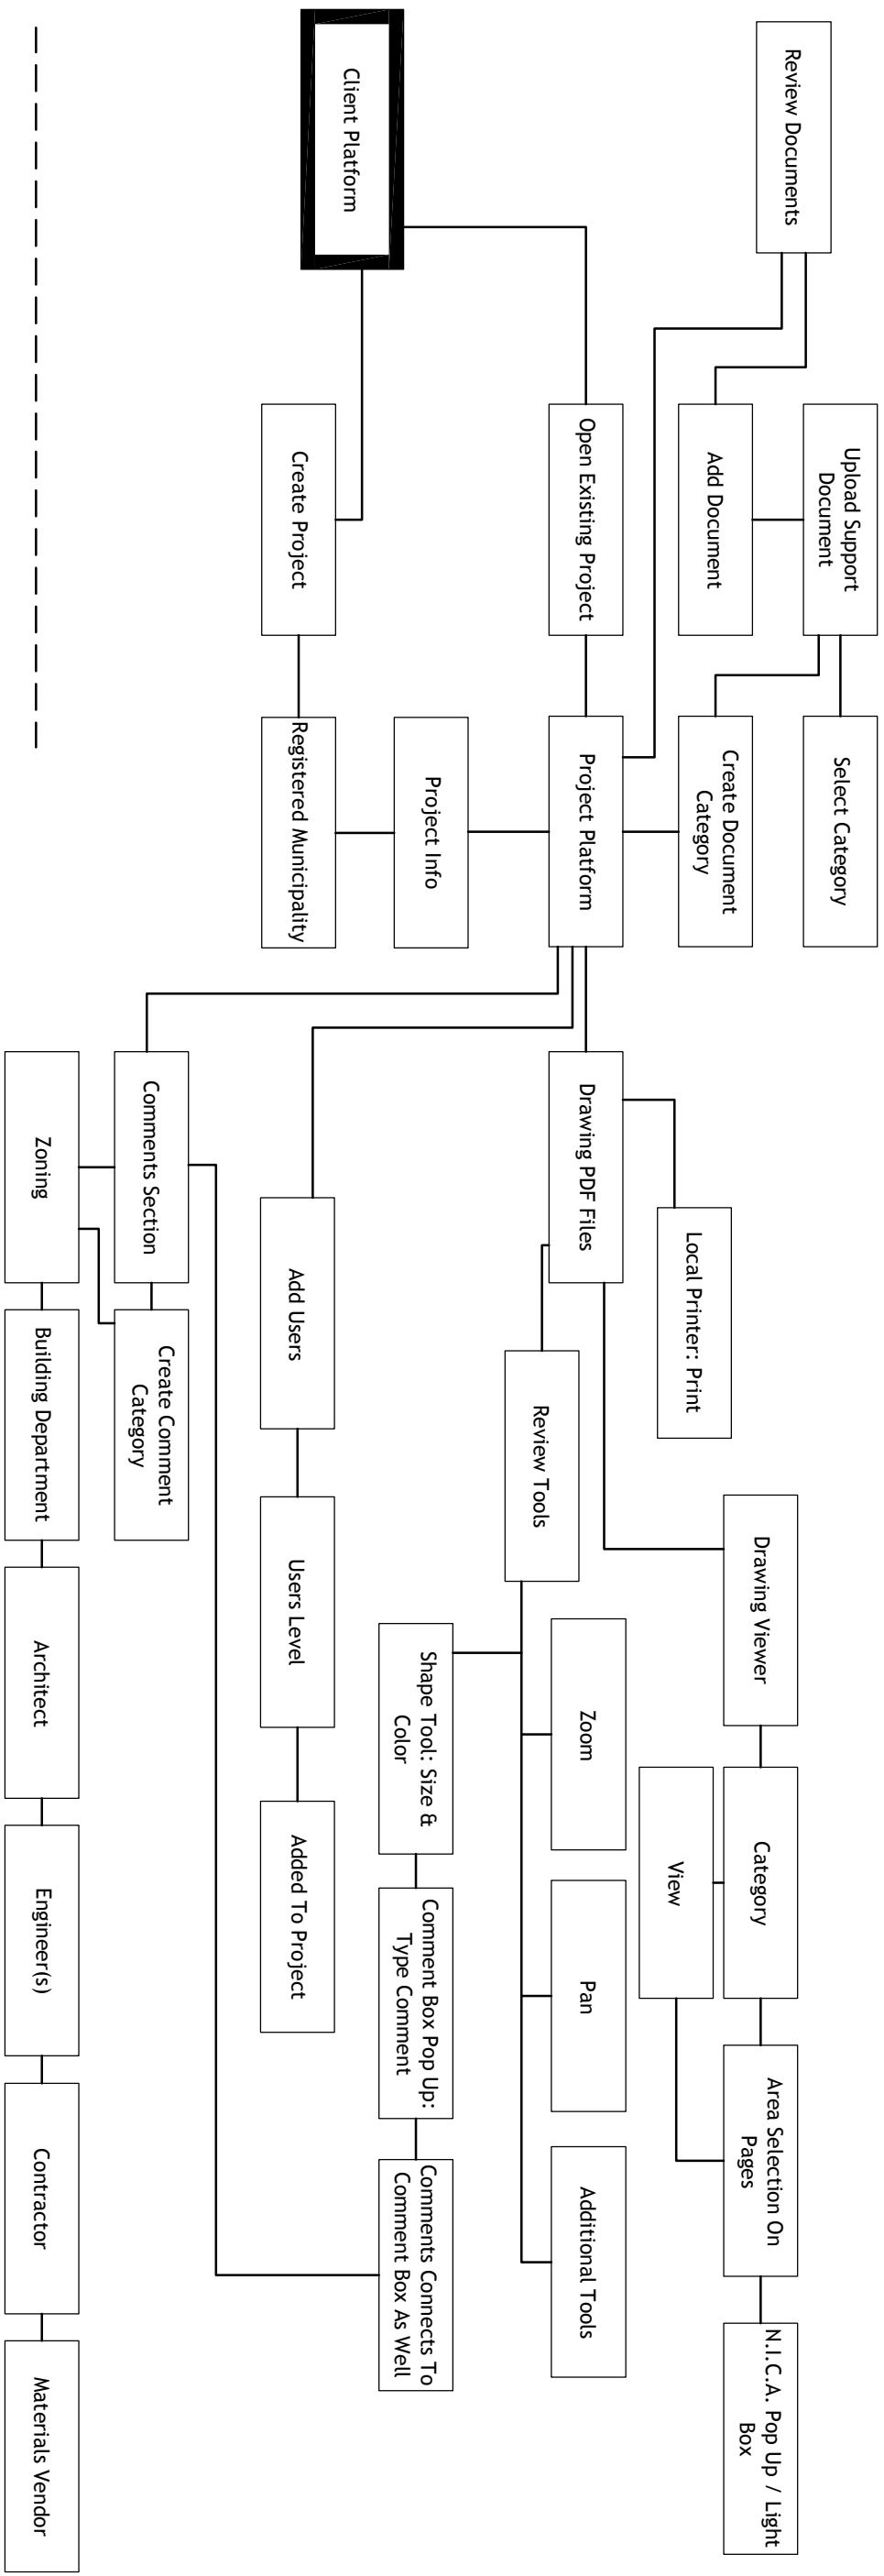 Review Documents
Upload Support
Document
Select Category
Add Document
Create Document
Category
Local Printer: Print
Drawing Viewer
Category
Area Selection On
Pages
N.I.C.A. Pop Up / Light
Box
View
Open Existing Project
Project Platform
Drawing PDF Files
Zoom
Pan
Additional Tools
Review Tools
Client Platform
Project Info
Shape Tool: Size &
Color
Comment Box Pop Up:
Type Comment
Comments Connects To
Comment Box As Well
Create Project
Registered Municipality
Add Users
Users Level
Added To Project
Comments Section
Create Comment
Category
Zoning
Building Department
Architect
Engineer(s)
Contractor
Materials Vendor